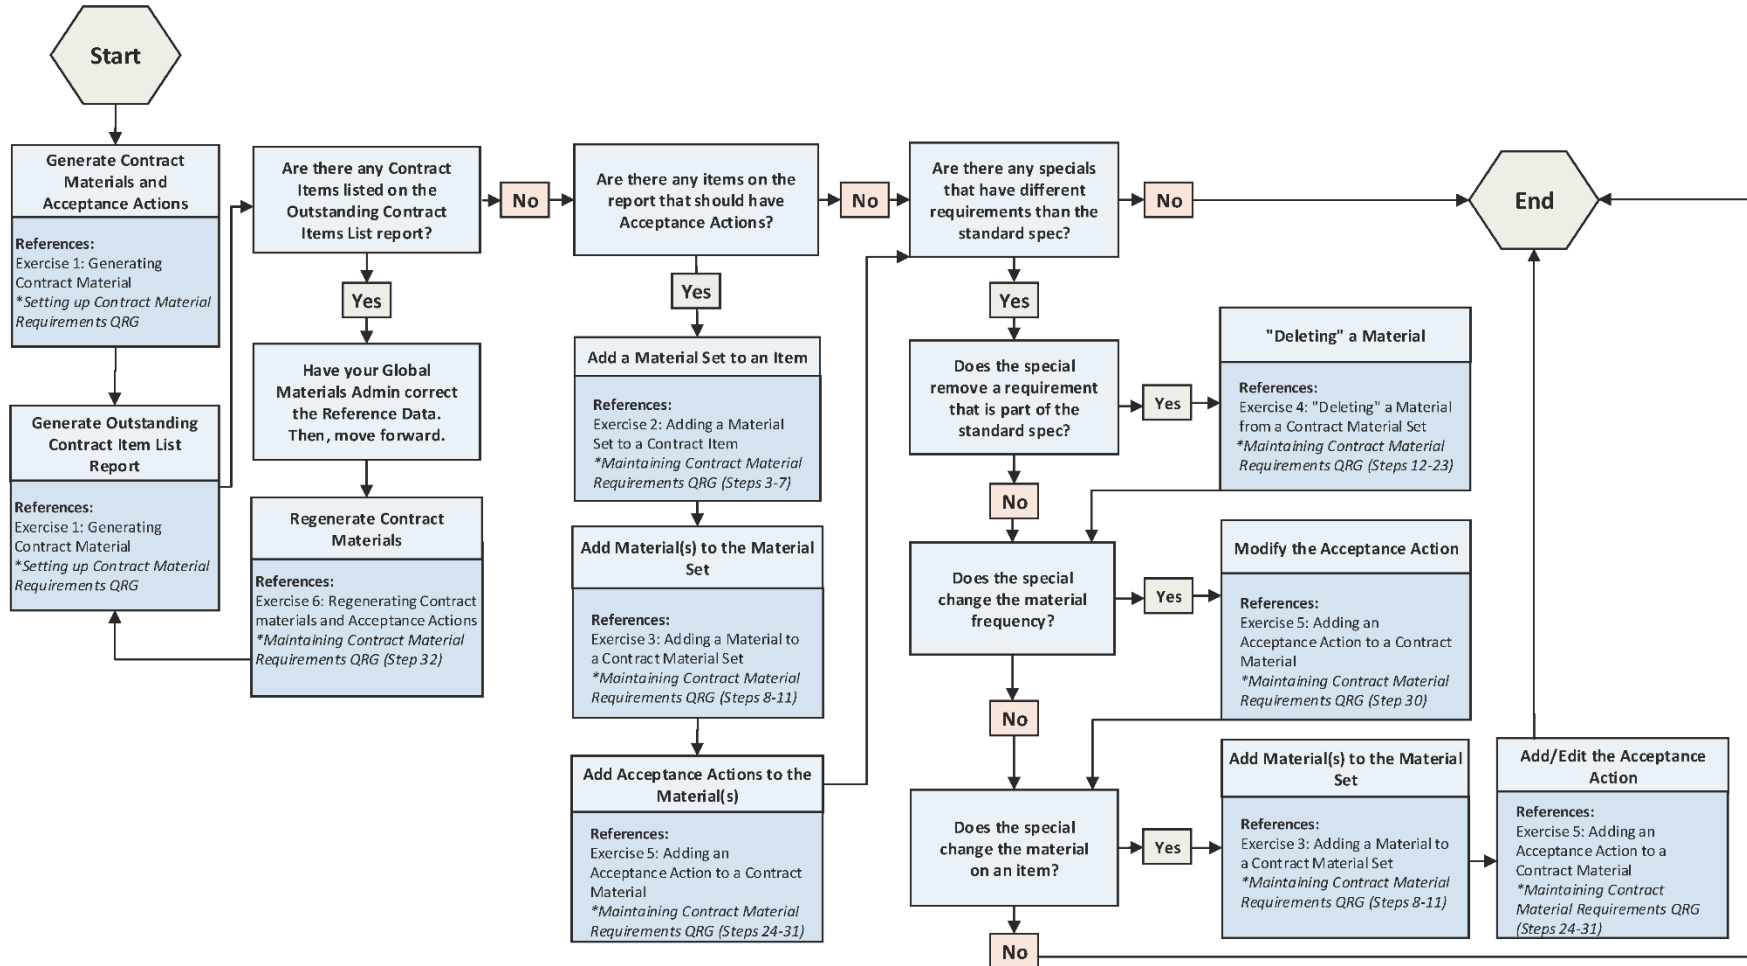 Start
Generate Contract
Materials and
Acceptance Actions
References:
Exercise 1: Generating
Contract Material
*Setting up Contract Material
Requirements QRG
Generate Outstanding
Contract Item List
Report
References:
Exercise 1: Generating
Contract Material
*Setting up Contract Material
Requirements QRG
Are there any Contract
Items listed on the
Outstanding Contract
Items List report?
No
Yes
Have your Global
Materials Admin correct
the Reference Data.
Then, move forward.
Regenerate Contract
Materials
References:
Exercise 6: Regenerating Contract
materials and Acceptance Actions
*Maintaining Contract Material
Requirements QRG (Step 32)
Are there any items on the
report that should have
Acceptance Actions?
No
Yes
Add a Material Set to an Item
References:
Exercise 2: Adding a Material
Set to a Contract Item
*Maintaining Contract Material
Requirements QRG (Steps 3-7)
Add Material(s) to the Material
Set
References:
Exercise 3: Adding a Material to
a Contract Material Set
*Maintaining Contract Material
Requirements QRG (Steps 8-11)
Add Acceptance Actions to the
Material(s)
References:
Exercise 5: Adding an
Acceptance Action to a Contract
Material
*Maintaining Contract Material
Requirements QRG (Steps 24-31)
Are there any specials
that have different
requirements than the
standard spec?
No
Yes
Does the special
remove a requirement
that is part of the
standard spec?
Yes
No
"Deleting" a Material
References:
Exercise 4: "Deleting" a Material
from a Contract Material Set
*Maintaining Contract Material
Requirements QRG (Steps 12-23)
Does the special
change the material
frequency?
Yes
No
Modify the Acceptance Action
References:
Exercise 5: Adding an
Acceptance Action to a Contract
Material
*Maintaining Contract Material
Requirements QRG (Step 30)
Does the special
change the material
on an item?
Yes
No
Add Material(s) to the Material
Set
References:
Exercise 3: Adding a Material to
a Contract Material Set
*Maintaining Contract Material
Requirements QRG (Steps 8-11)
Add/Edit the Acceptance
Action
References:
Exercise 5: Adding an
Acceptance Action to a
Contract Material
*Maintaining Contract
Material Requirements QRG
(Steps 24-31)
End